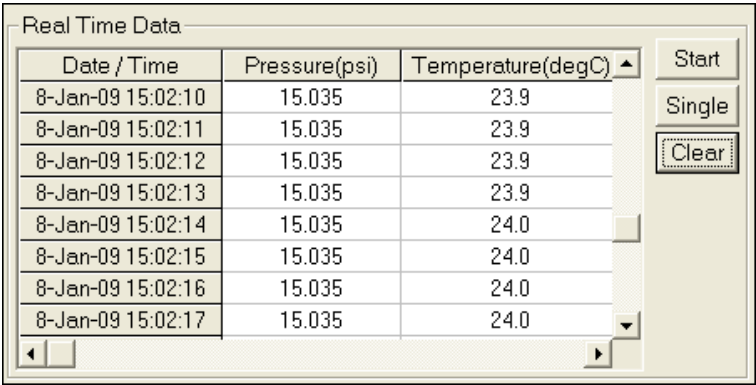 Real Time Data
Date / Time Pressure(psi) Temperature(degC)
8-Jan-09 15:02:10 15.035 23.9
8-Jan-09 15:02:11 15.035 23.9
8-Jan-09 15:02:12 15.035 23.9
8-Jan-09 15:02:13 15.035 23.9
8-Jan-09 15:02:14 15.035 24.0
8-Jan-09 15:02:15 15.035 24.0
8-Jan-09 15:02:16 15.035 24.0
8-Jan-09 15:02:17 15.035 24.0
Start
Single
Clear